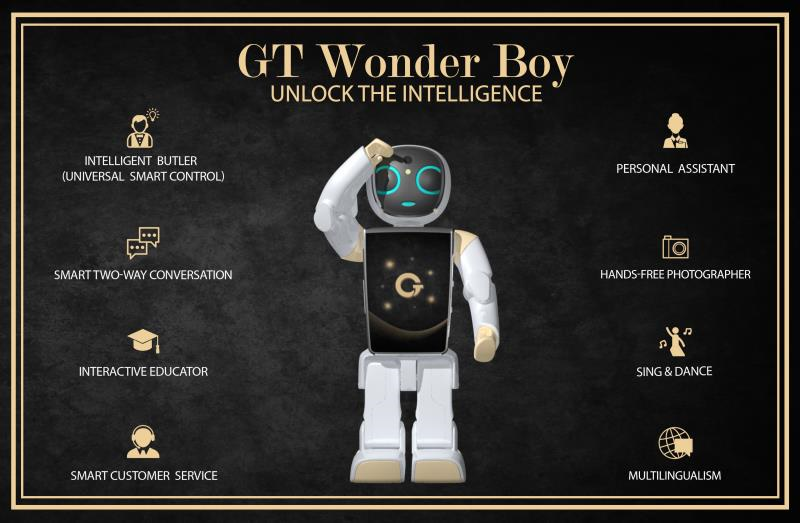 GT Wonder Boy
UNLOCK THE INTELLIGENCE
INTELLIGENT BUTLER
(UNIVERSAL SMART CONTROL)
SMART TWO-WAY CONVERSATION
INTERACTIVE EDUCATOR
SMART CUSTOMER SERVICE
G
PERSONAL ASSISTANT
HANDS-FREE PHOTOGRAPHER
SING & DANCE
MULTILINGUALISM